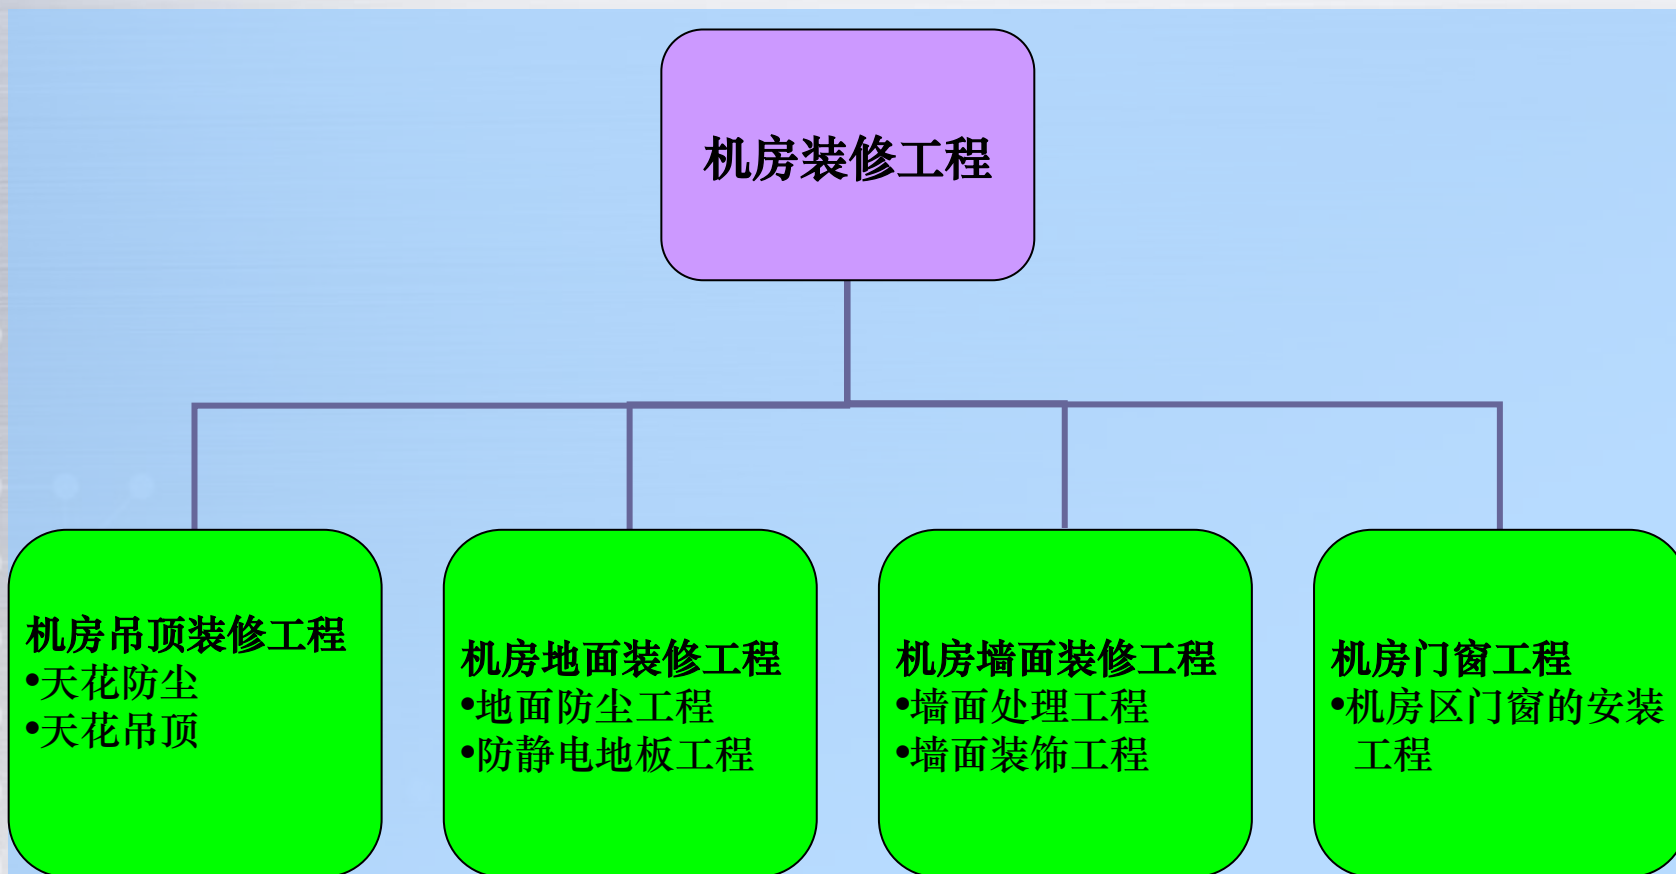 机房装修工程
机房吊顶装修工程
•天花防尘
•天花吊顶
机房地面装修工程
•地面防尘工程
•防静电地板工程
机房墙面装修工程
•墙面处理工程
•墙面装饰工程
机房门窗工程
•机房区门窗的安装
工程